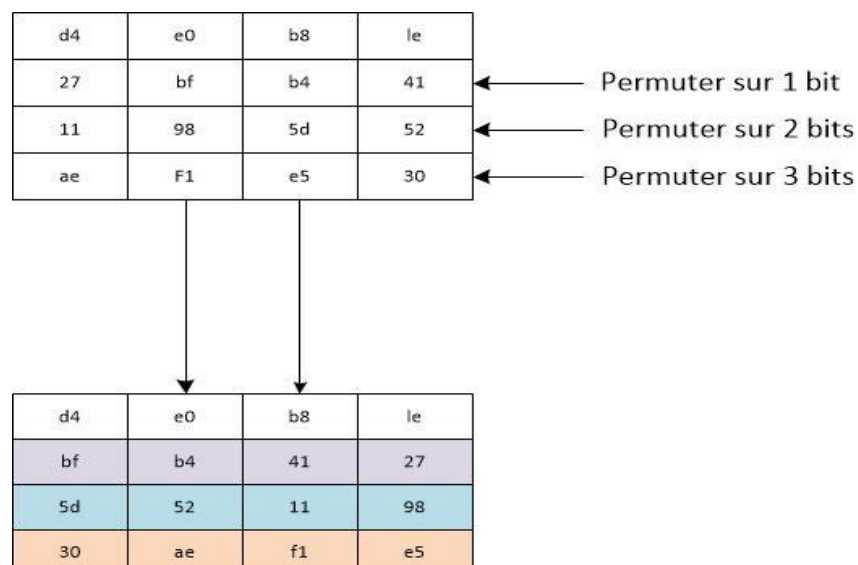 d4 e0 b8 le
27 bf b4 41 Permuter sur 1 bit
11 98 5d 52 Permuter sur 2 bits
ae F1 e5 30 Permuter sur 3 bits
d4 e0 b8 le
bf b4 41 27
5d 52 11 98
30 ae f1 e5